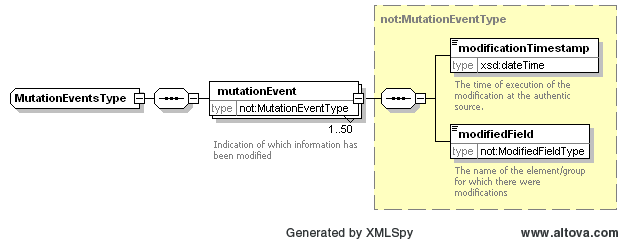 not:MutationEventType
modificationTimestamp
type xsd:dateTime
The time of execution of the
modification at the authentic
source.
MutationEventsType
mutationEvent
type not:MutationEventType
1..50
Indication of which information has
been modified
modifiedField
type not:ModifiedFieldType
The name of the element/group
for which there were
modifications
Generated by XMLSpy
www.altova.com